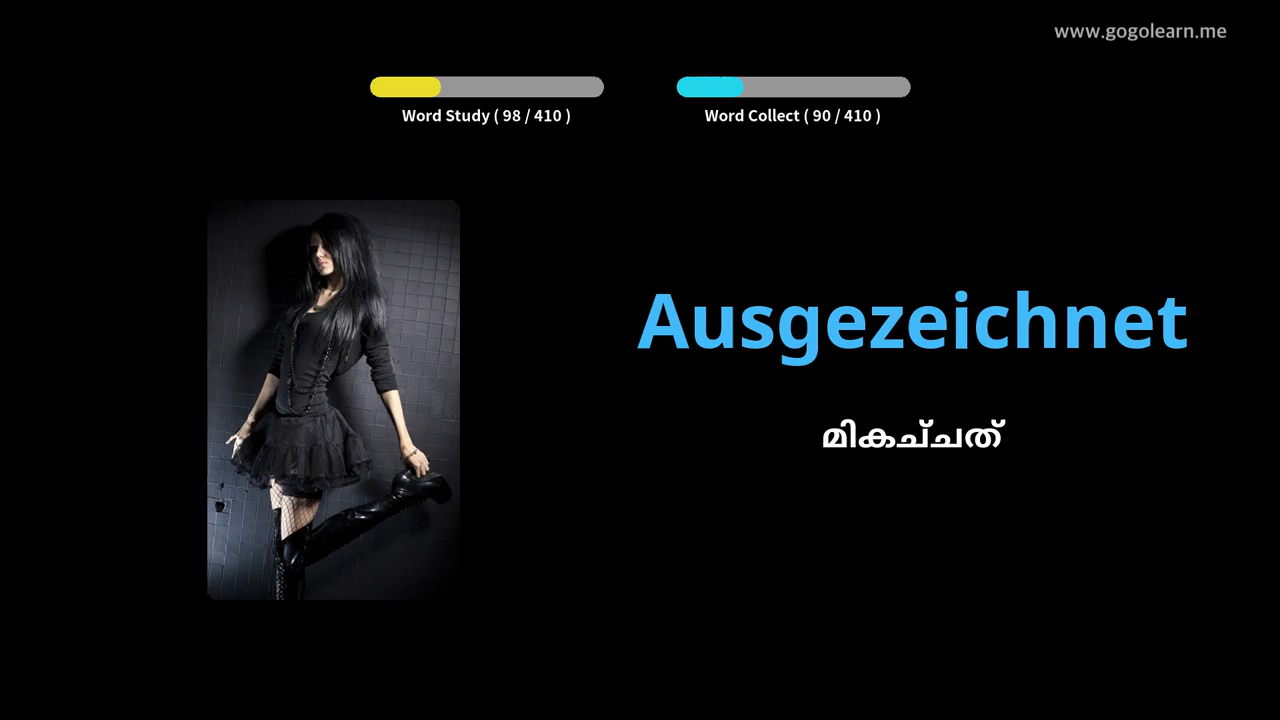 www.gogolearn.me
Word Study ( 98 / 410 )
Word Collect ( 90 / 410 )
Ausgezeichnet
മികച്ചത്